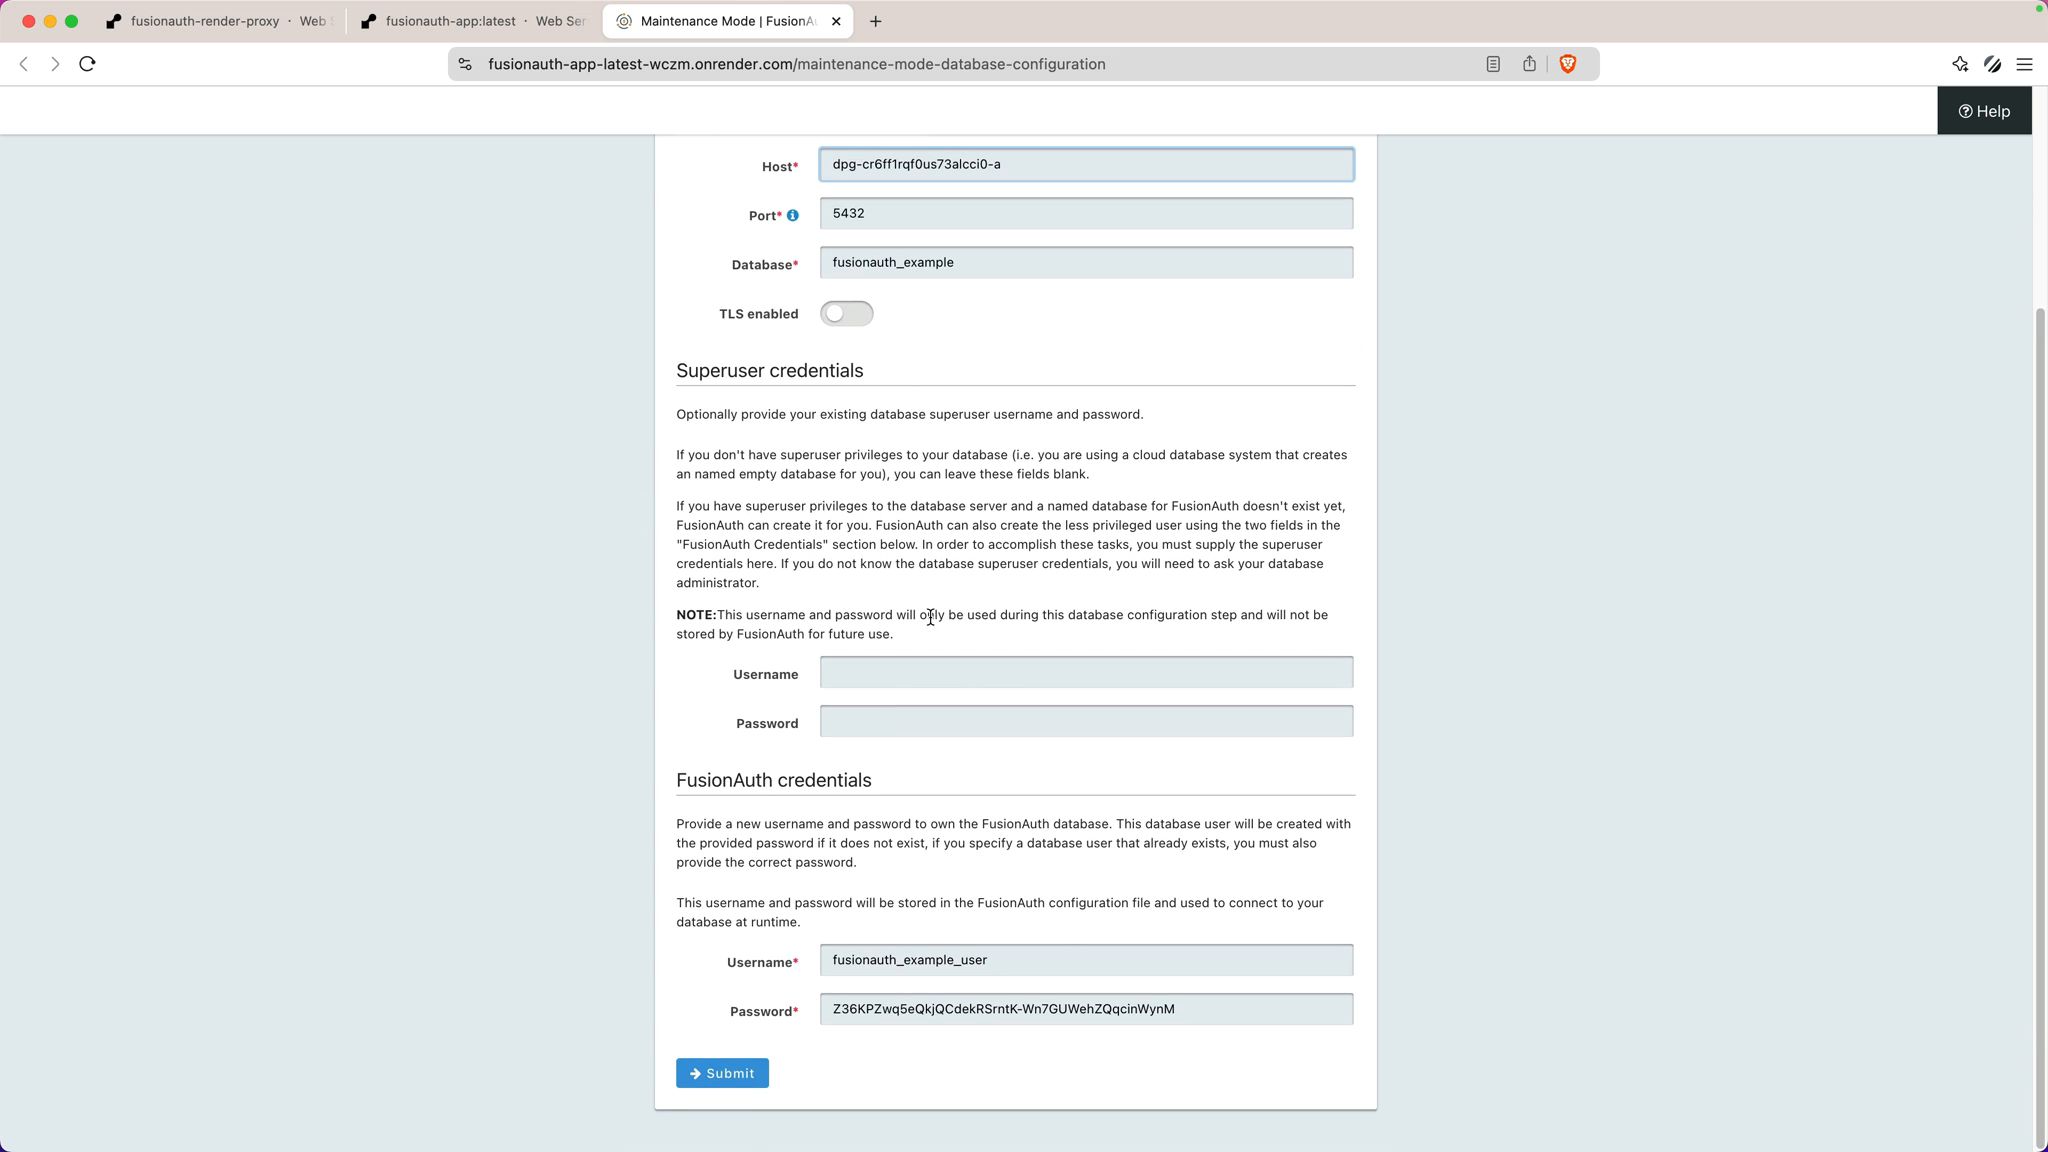 fusionauth-render-proxy · Web S
fusionauth-app:latest · Web Ser
Maintenance Mode | FusionA
fusionauth-app-latest-wczm.onrender.com/maintenance-mode-database-configuration
Help
Host* dpg-cr6ff1rqf0us73alcci0-a
Port* 5432
Database* fusionauth_example
TLS enabled
Superuser credentials
Optionally provide your existing database superuser username and password.
If you don't have superuser privileges to your database (i.e. you are using a cloud database system that creates
an named empty database for you), you can leave these fields blank.
If you have superuser privileges to the database server and a named database for FusionAuth doesn't exist yet,
FusionAuth can create it for you. FusionAuth can also create the less privileged user using the two fields in the
"FusionAuth Credentials" section below. In order to accomplish these tasks, you must supply the superuser
credentials here. If you do not know the database superuser credentials, you will need to ask your database
administrator.
NOTE:This username and password will only be used during this database configuration step and will not be
stored by FusionAuth for future use.
Username
Password
FusionAuth credentials
Provide a new username and password to own the FusionAuth database. This database user will be created with
the provided password if it does not exist, if you specify a database user that already exists, you must also
provide the correct password.
This username and password will be stored in the FusionAuth configuration file and used to connect to your
database at runtime.
Username* fusionauth_example_user
Password* Z36KPZwq5eQkjQCdekRSrntK-Wn7GUWehZQqcinWynM
Submit